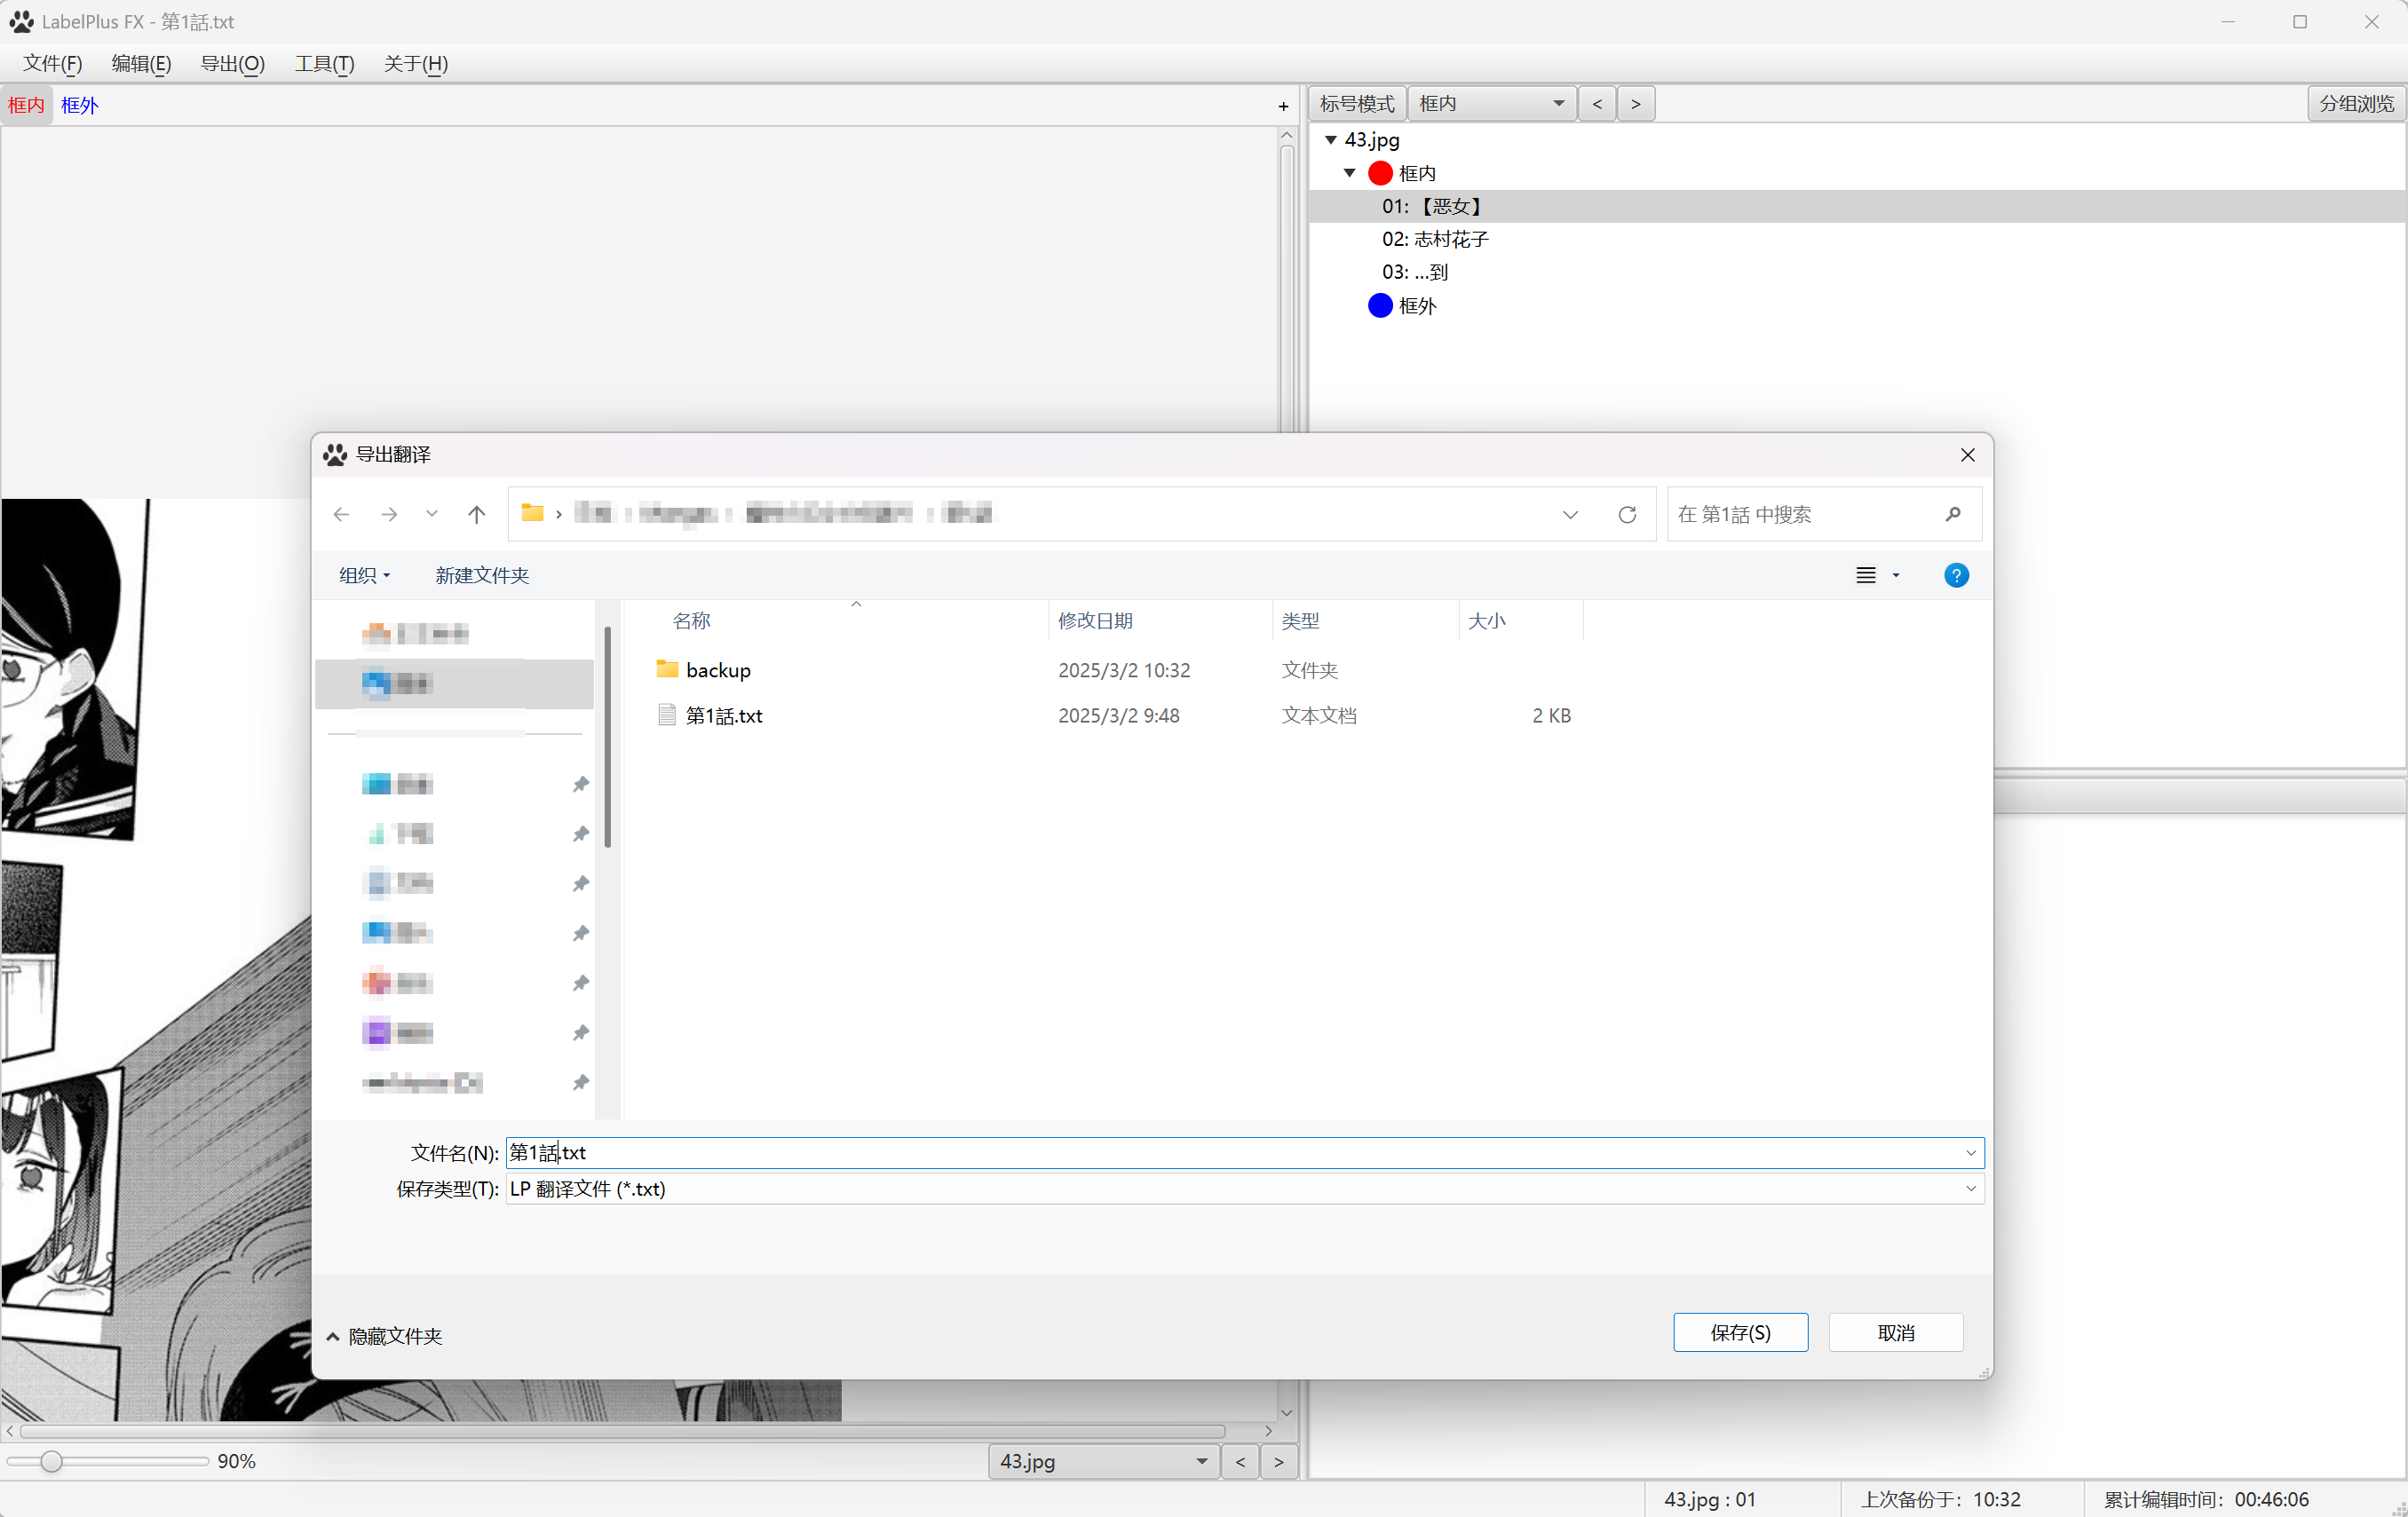 LabelPlus FX - 第1話.txt
文件(F) 编辑(E) 导出(O) 工具(T) 关于(H)
框内 框外 +
标号模式 框内 < > 分组浏览
43.jpg
框内
01: 【恶女】
02: 志村花子
03: ...到
框外
导出翻译
在 第1話 中搜索
组织 新建文件夹 ?
名称 修改日期 类型 大小
backup 2025/3/2 10:32 文件夹
第1話.txt 2025/3/2 9:48 文本文档 2 KB
文件名(N): 第1話.txt
保存类型(T): LP 翻译文件 (*.txt)
隐藏文件夹 保存(S) 取消
90% 43.jpg < >
43.jpg : 01 上次备份于：10:32 累计编辑时间：00:46:06